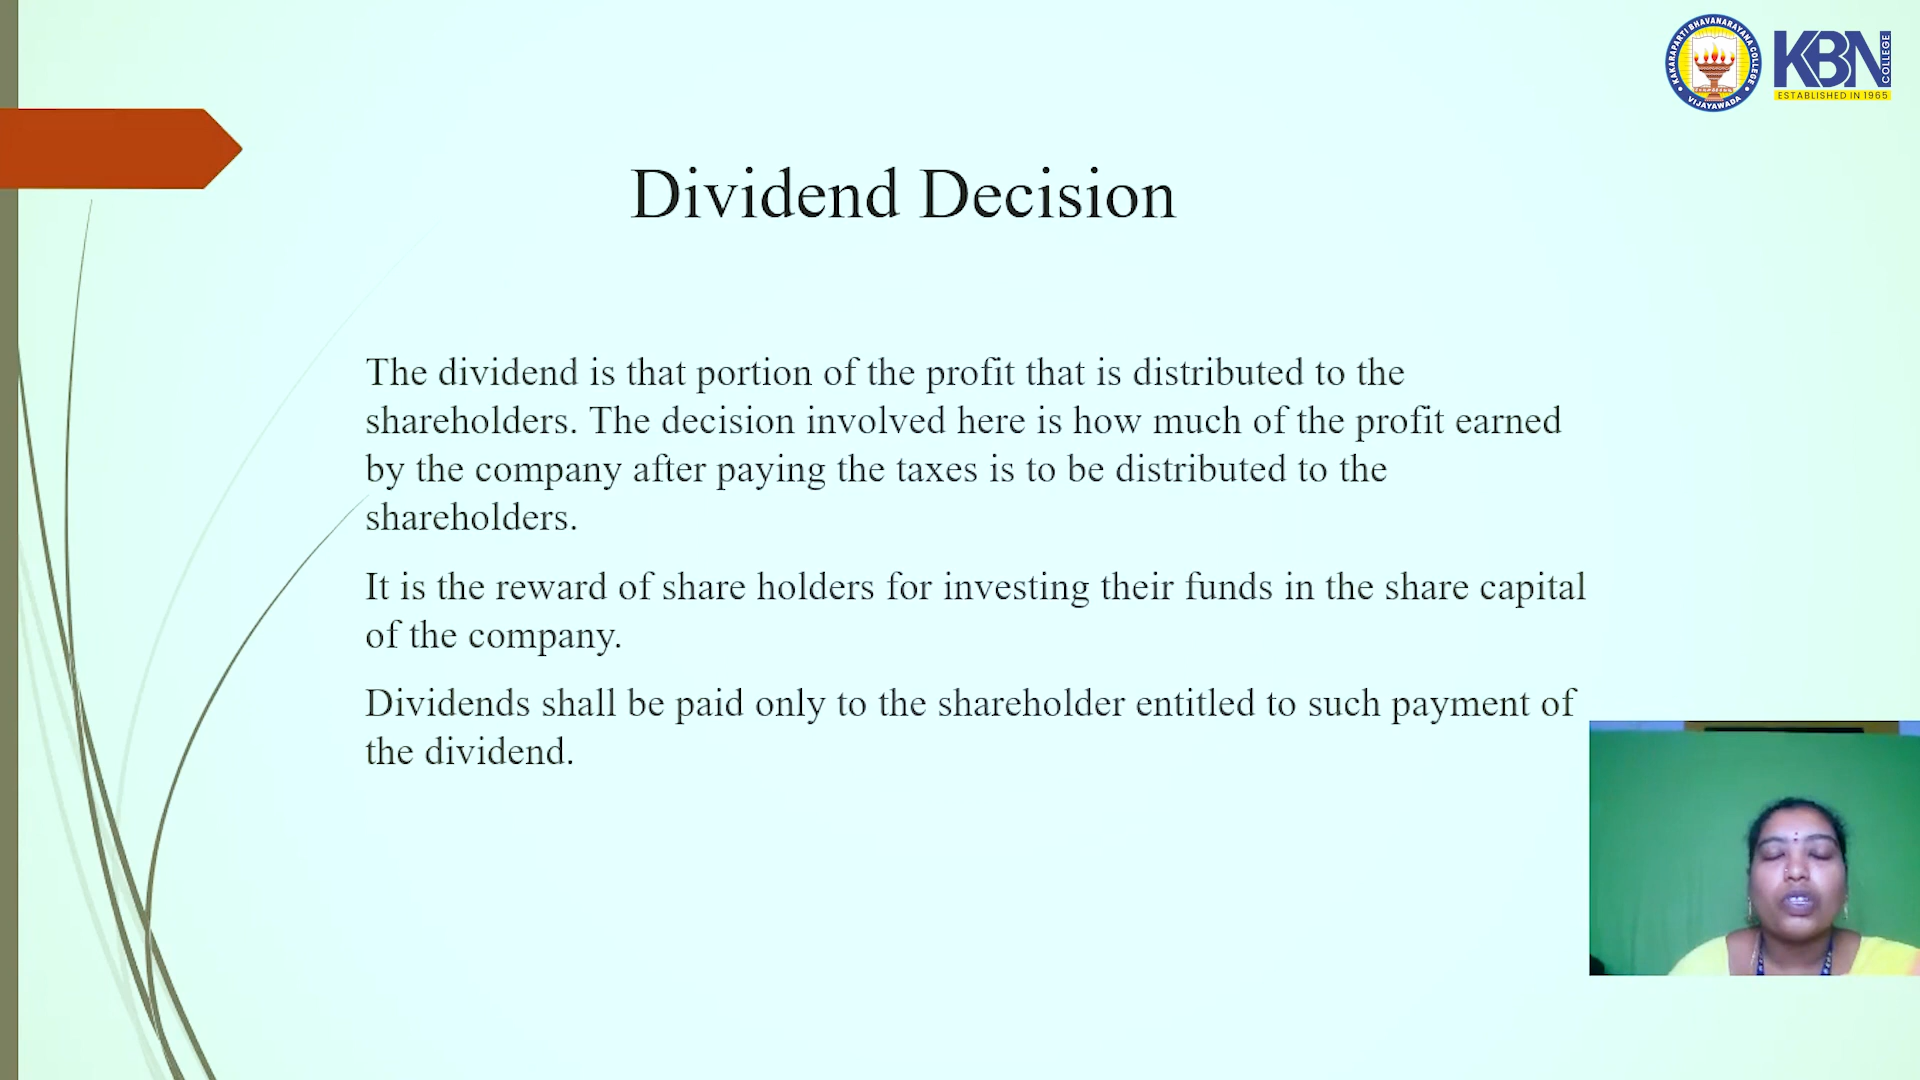 KAKARAPARTI BHAVANARAYANA COLLEGE
VIJAYAWADA
KBN
COLLEGE
ESTABLISHED IN 1965
Dividend Decision
The dividend is that portion of the profit that is distributed to the
shareholders. The decision involved here is how much of the profit earned
by the company after paying the taxes is to be distributed to the
shareholders.
It is the reward of share holders for investing their funds in the share capital
of the company.
Dividends shall be paid only to the shareholder entitled to such payment of
the dividend.